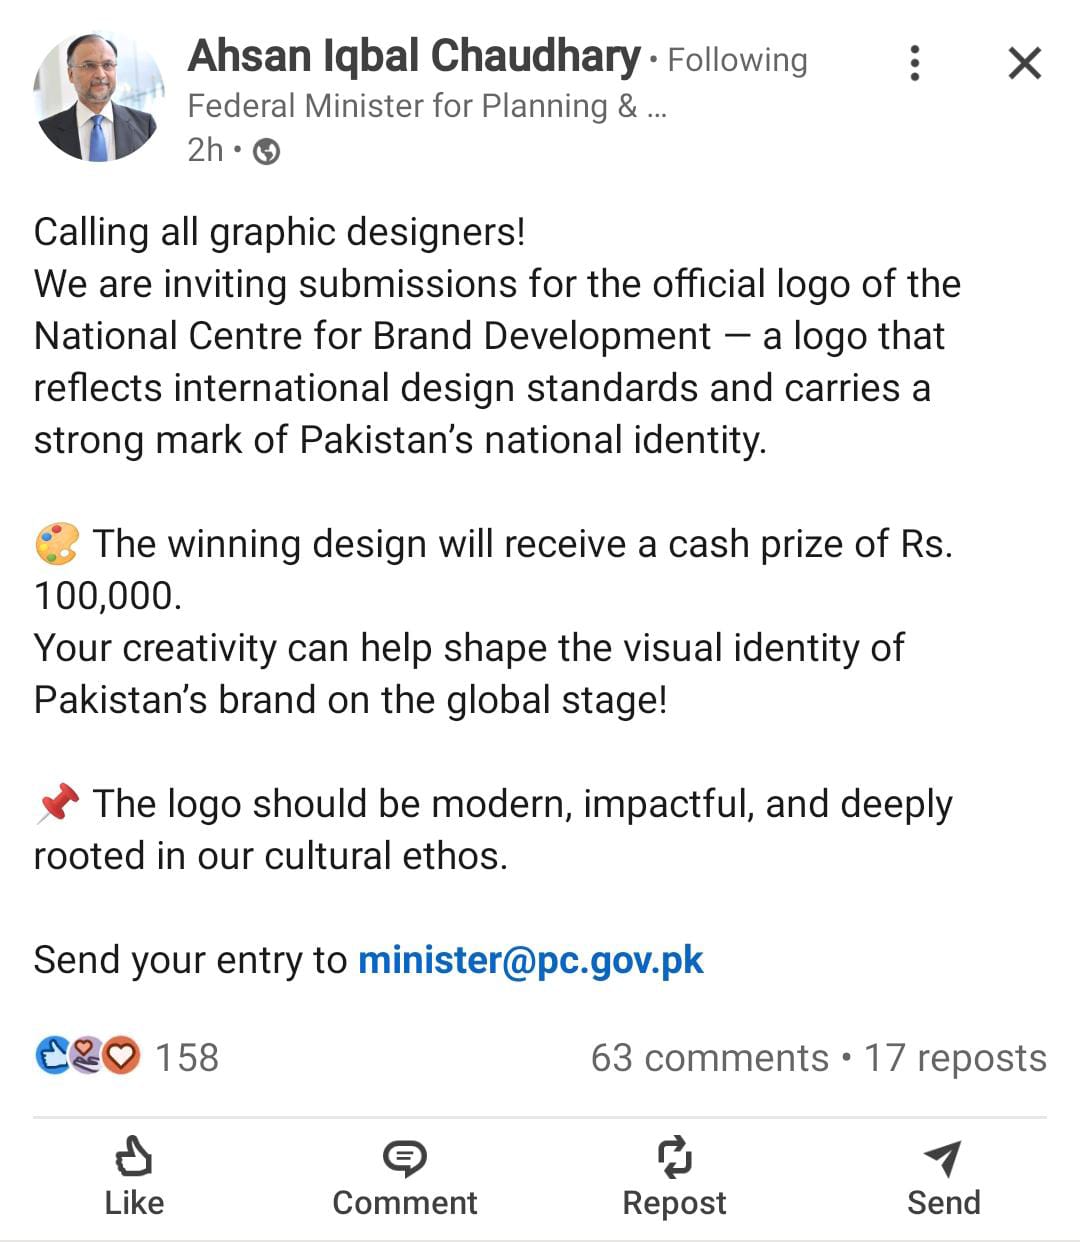 Ahsan Iqbal Chaudhary • Following
Federal Minister for Planning & ...
2h •
Calling all graphic designers!
We are inviting submissions for the official logo of the
National Centre for Brand Development — a logo that
reflects international design standards and carries a
strong mark of Pakistan's national identity.
🎨 The winning design will receive a cash prize of Rs.
100,000.
Your creativity can help shape the visual identity of
Pakistan's brand on the global stage!
📌 The logo should be modern, impactful, and deeply
rooted in our cultural ethos.
Send your entry to minister@pc.gov.pk
158 63 comments • 17 reposts
Like Comment Repost Send